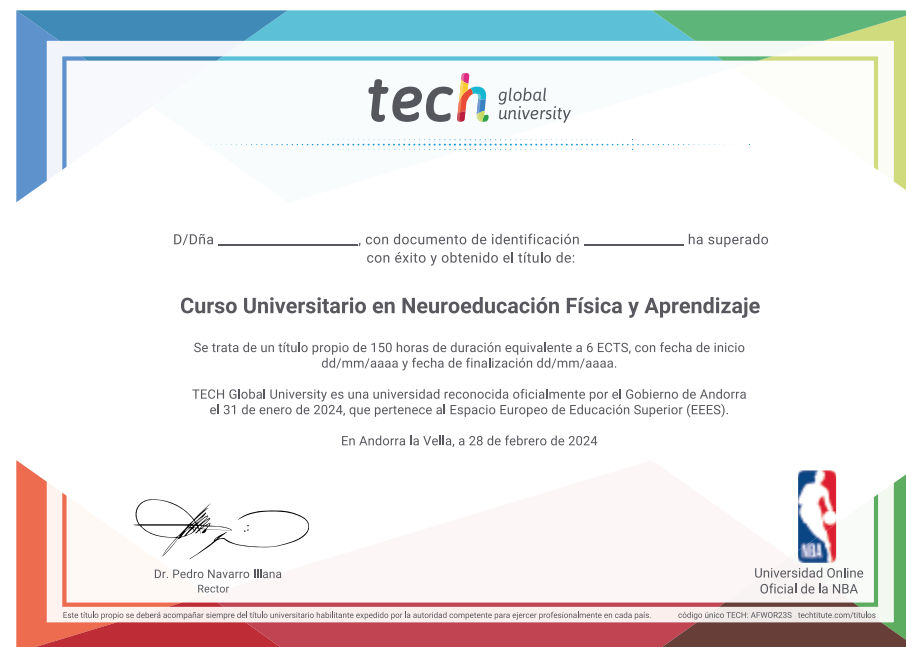 tech global university
D/Dña ____________________, con documento de identificación ______________ ha superado
con éxito y obtenido el título de:
Curso Universitario en Neuroeducación Física y Aprendizaje
Se trata de un título propio de 150 horas de duración equivalente a 6 ECTS, con fecha de inicio
dd/mm/aaaa y fecha de finalización dd/mm/aaaa.
TECH Global University es una universidad reconocida oficialmente por el Gobierno de Andorra
el 31 de enero de 2024, que pertenece al Espacio Europeo de Educación Superior (EEES).
En Andorra la Vella, a 28 de febrero de 2024
NBA
Dr. Pedro Navarro Illana
Rector
Universidad Online
Oficial de la NBA
Este título propio se deberá acompañar siempre del título universitario habilitante expedido por la autoridad competente para ejercer profesionalmente en cada país.
código único TECH: AFWOR23S techtitute.com/titulos